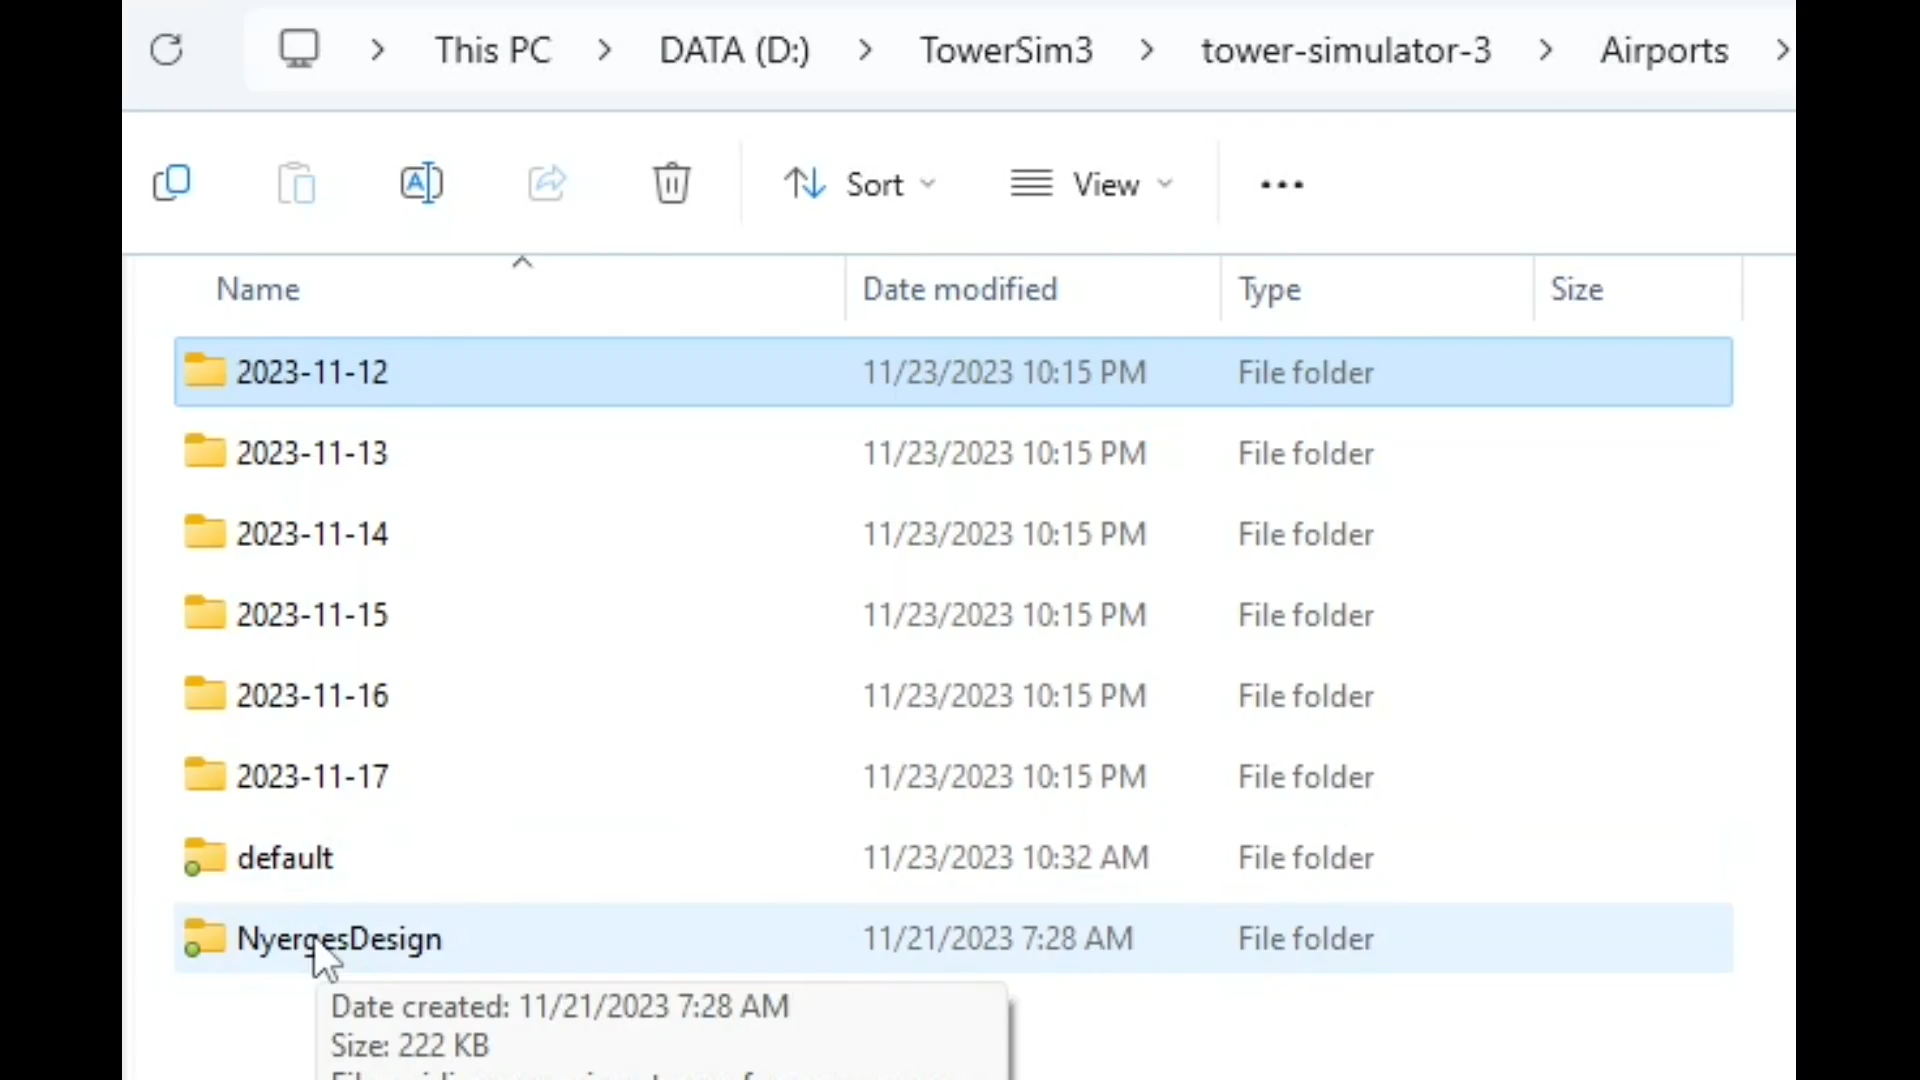 This PC > DATA (D:) > TowerSim3 > tower-simulator-3 > Airports >
Sort View
Name Date modified Type Size
2023-11-12 11/23/2023 10:15 PM File folder
2023-11-13 11/23/2023 10:15 PM File folder
2023-11-14 11/23/2023 10:15 PM File folder
2023-11-15 11/23/2023 10:15 PM File folder
2023-11-16 11/23/2023 10:15 PM File folder
2023-11-17 11/23/2023 10:15 PM File folder
default 11/23/2023 10:32 AM File folder
NyergesDesign 11/21/2023 7:28 AM File folder
Date created: 11/21/2023 7:28 AM
Size: 222 KB